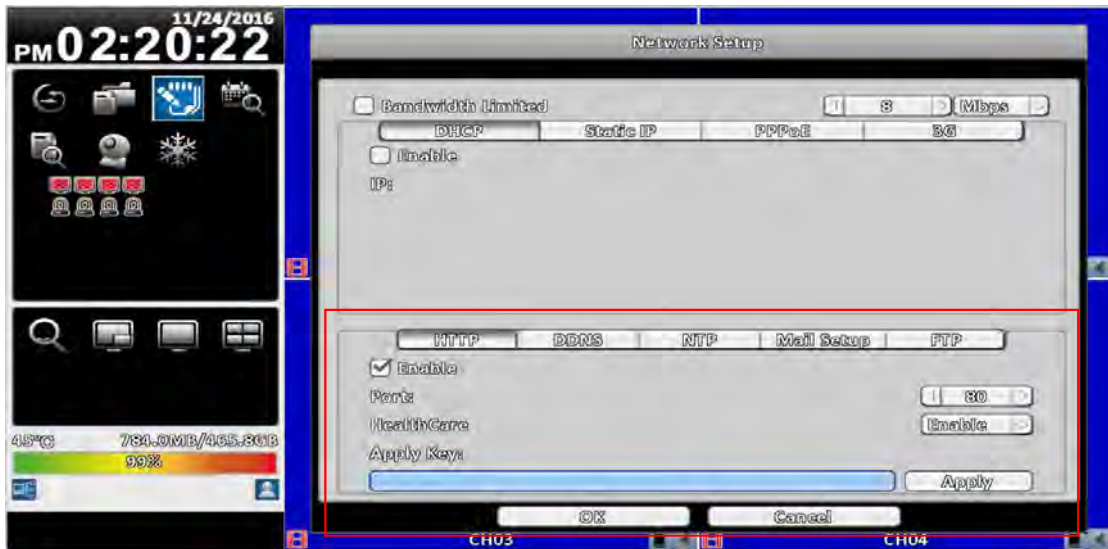 11/24/2016
PM 02:20:22
45°C 784.0MB/465.8GB
99%
Network Setup
Bandwidth Limited 8 Mbps
DHCP Static IP PPPoE 3G
Enable
IP:
HTTP DDNS NTP Mail Setup FTP
Enable
Port: 80
HealthCare Enable
Apply Key:
Apply
OK Cancel
CH03 CH04